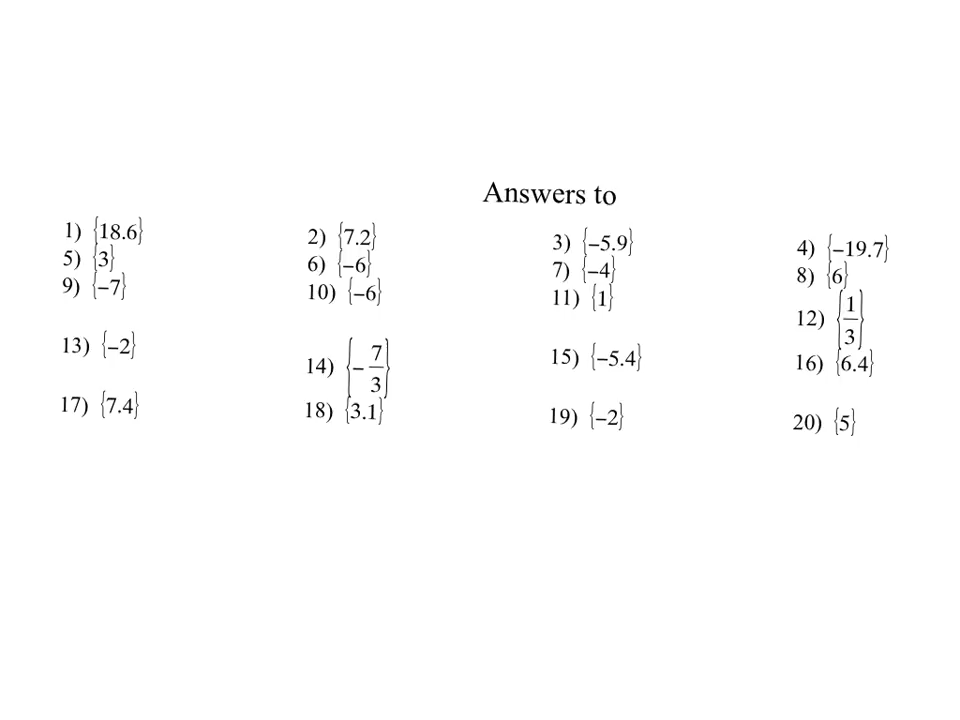 Answers to
1) {18.6} 2) {7.2} 3) {−5.9} 4) {−19.7}
5) {3} 6) {−6} 7) {−4} 8) {6}
9) {−7} 10) {−6} 11) {1} 12) {1/3}
13) {−2} 14) {−7/3} 15) {−5.4} 16) {6.4}
17) {7.4} 18) {3.1} 19) {−2} 20) {5}